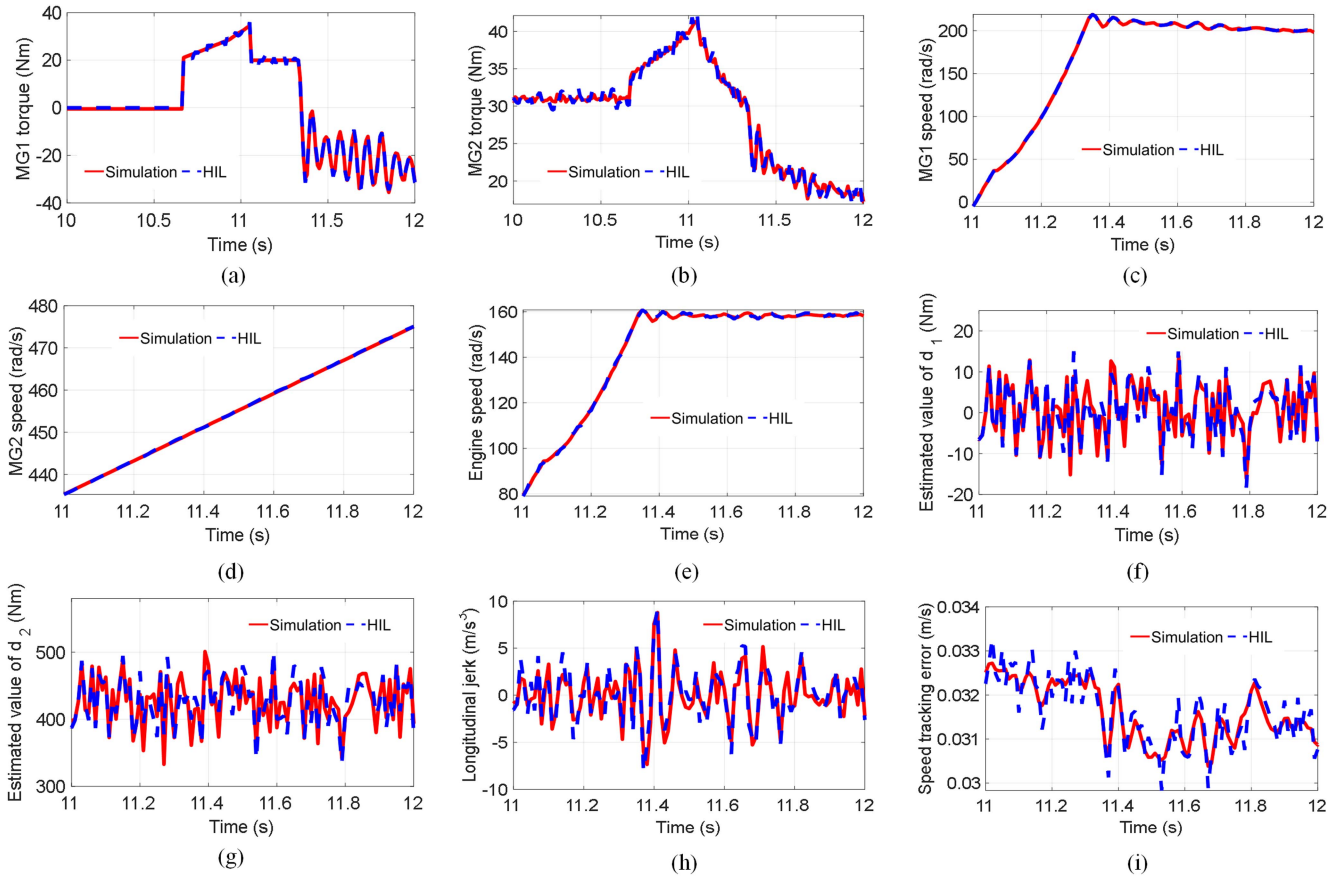 MG1 torque (Nm)
40
20
0
-20
-40
Simulation HIL
10 10.5 11 11.5 12
Time (s)
(a)
MG2 torque (Nm)
40
35
30
25
20
Simulation HIL
10 10.5 11 11.5 12
Time (s)
(b)
MG1 speed (rad/s)
200
150
100
50
0
Simulation HIL
11 11.2 11.4 11.6 11.8 12
Time (s)
(c)
MG2 speed (rad/s)
480
470
460
450
440
Simulation HIL
11 11.2 11.4 11.6 11.8 12
Time (s)
(d)
Engine speed (rad/s)
160
140
120
100
80
Simulation HIL
11 11.2 11.4 11.6 11.8 12
Time (s)
(e)
Estimated value of d 1 (Nm)
20
10
0
-10
-20
Simulation HIL
11 11.2 11.4 11.6 11.8 12
Time (s)
(f)
Estimated value of d 2 (Nm)
500
400
300
Simulation HIL
11 11.2 11.4 11.6 11.8 12
Time (s)
(g)
Longitudinal jerk (m/s³)
10
5
0
-5
-10
Simulation HIL
11 11.2 11.4 11.6 11.8 12
Time (s)
(h)
Speed tracking error (m/s)
0.034
0.033
0.032
0.031
0.03
Simulation HIL
11 11.2 11.4 11.6 11.8 12
Time (s)
(i)